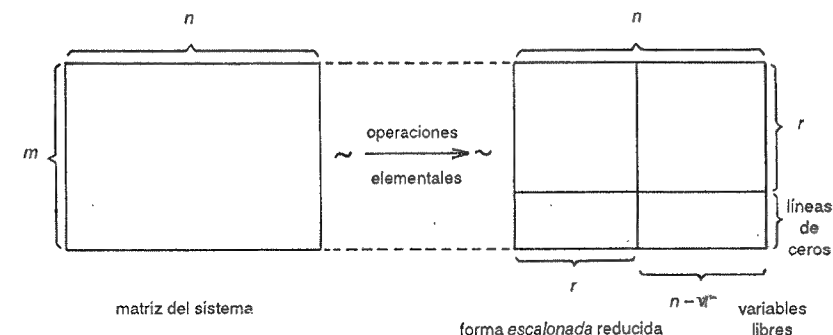 n
n
m
~ operaciones ~
elementales
r
líneas
de
ceros
r
n –
variables
libres
matriz del sistema
forma escalonada reducida